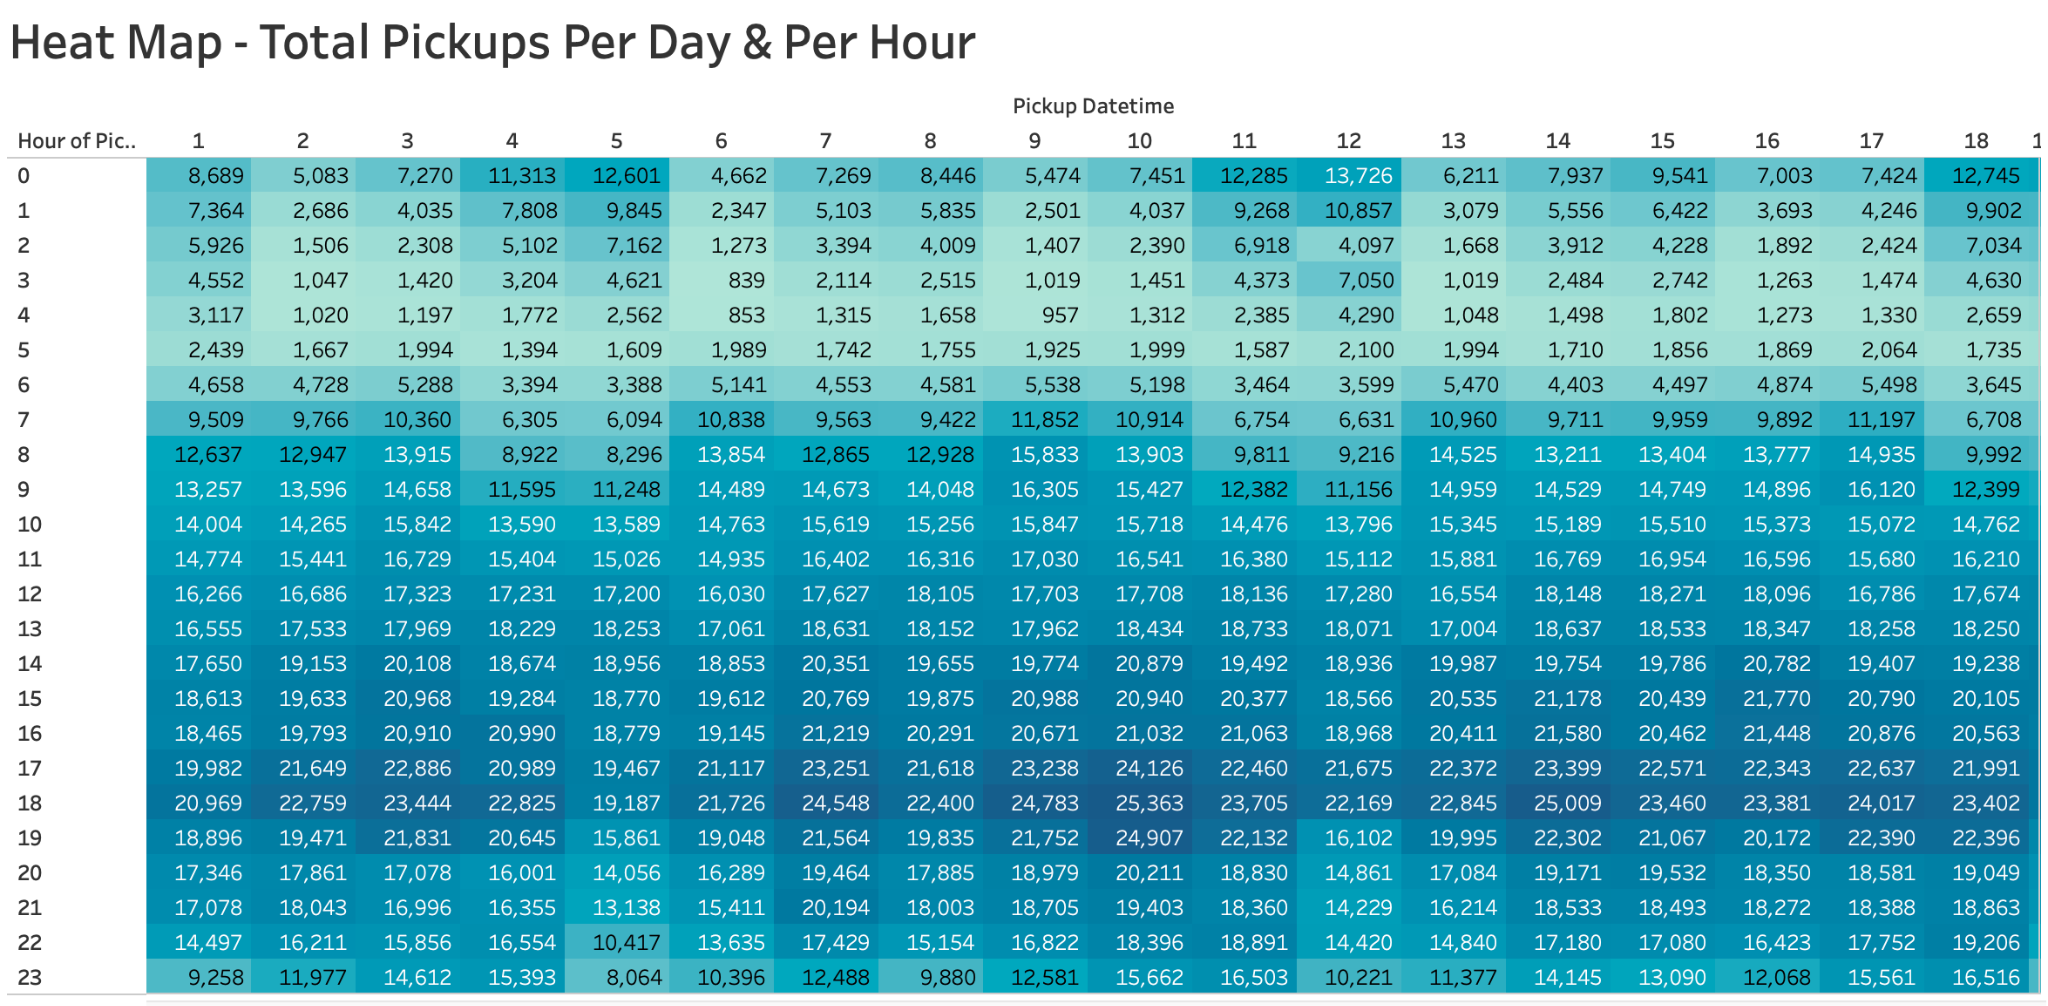 Heat Map - Total Pickups Per Day & Per Hour
Pickup Datetime
Hour of Pic.. 1 2 3 4 5 6 7 8 9 10 11 12 13 14 15 16 17 18 1
0 8,689 5,083 7,270 11,313 12,601 4,662 7,269 8,446 5,474 7,451 12,285 13,726 6,211 7,937 9,541 7,003 7,424 12,745
1 7,364 2,686 4,035 7,808 9,845 2,347 5,103 5,835 2,501 4,037 9,268 10,857 3,079 5,556 6,422 3,693 4,246 9,902
2 5,926 1,506 2,308 5,102 7,162 1,273 3,394 4,009 1,407 2,390 6,918 4,097 1,668 3,912 4,228 1,892 2,424 7,034
3 4,552 1,047 1,420 3,204 4,621 839 2,114 2,515 1,019 1,451 4,373 7,050 1,019 2,484 2,742 1,263 1,474 4,630
4 3,117 1,020 1,197 1,772 2,562 853 1,315 1,658 957 1,312 2,385 4,290 1,048 1,498 1,802 1,273 1,330 2,659
5 2,439 1,667 1,994 1,394 1,609 1,989 1,742 1,755 1,925 1,999 1,587 2,100 1,994 1,710 1,856 1,869 2,064 1,735
6 4,658 4,728 5,288 3,394 3,388 5,141 4,553 4,581 5,538 5,198 3,464 3,599 5,470 4,403 4,497 4,874 5,498 3,645
7 9,509 9,766 10,360 6,305 6,094 10,838 9,563 9,422 11,852 10,914 6,754 6,631 10,960 9,711 9,959 9,892 11,197 6,708
8 12,637 12,947 13,915 8,922 8,296 13,854 12,865 12,928 15,833 13,903 9,811 9,216 14,525 13,211 13,404 13,777 14,935 9,992
9 13,257 13,596 14,658 11,595 11,248 14,489 14,673 14,048 16,305 15,427 12,382 11,156 14,959 14,529 14,749 14,896 16,120 12,399
10 14,004 14,265 15,842 13,590 13,589 14,763 15,619 15,256 15,847 15,718 14,476 13,796 15,345 15,189 15,510 15,373 15,072 14,762
11 14,774 15,441 16,729 15,404 15,026 14,935 16,402 16,316 17,030 16,541 16,380 15,112 15,881 16,769 16,954 16,596 15,680 16,210
12 16,266 16,686 17,323 17,231 17,200 16,030 17,627 18,105 17,703 17,708 18,136 17,280 16,554 18,148 18,271 18,096 16,786 17,674
13 16,555 17,533 17,969 18,229 18,253 17,061 18,631 18,152 17,962 18,434 18,733 18,071 17,004 18,637 18,533 18,347 18,258 18,250
14 17,650 19,153 20,108 18,674 18,956 18,853 20,351 19,655 19,774 20,879 19,492 18,936 19,987 19,754 19,786 20,782 19,407 19,238
15 18,613 19,633 20,968 19,284 18,770 19,612 20,769 19,875 20,988 20,940 20,377 18,566 20,535 21,178 20,439 21,770 20,790 20,105
16 18,465 19,793 20,910 20,990 18,779 19,145 21,219 20,291 20,671 21,032 21,063 18,968 20,411 21,580 20,462 21,448 20,876 20,563
17 19,982 21,649 22,886 20,989 19,467 21,117 23,251 21,618 23,238 24,126 22,460 21,675 22,372 23,399 22,571 22,343 22,637 21,991
18 20,969 22,759 23,444 22,825 19,187 21,726 24,548 22,400 24,783 25,363 23,705 22,169 22,845 25,009 23,460 23,381 24,017 23,402
19 18,896 19,471 21,831 20,645 15,861 19,048 21,564 19,835 21,752 24,907 22,132 16,102 19,995 22,302 21,067 20,172 22,390 22,396
20 17,346 17,861 17,078 16,001 14,056 16,289 19,464 17,885 18,979 20,211 18,830 14,861 17,084 19,171 19,532 18,350 18,581 19,049
21 17,078 18,043 16,996 16,355 13,138 15,411 20,194 18,003 18,705 19,403 18,360 14,229 16,214 18,533 18,493 18,272 18,388 18,863
22 14,497 16,211 15,856 16,554 10,417 13,635 17,429 15,154 16,822 18,396 18,891 14,420 14,840 17,180 17,080 16,423 17,752 19,206
23 9,258 11,977 14,612 15,393 8,064 10,396 12,488 9,880 12,581 15,662 16,503 10,221 11,377 14,145 13,090 12,068 15,561 16,516